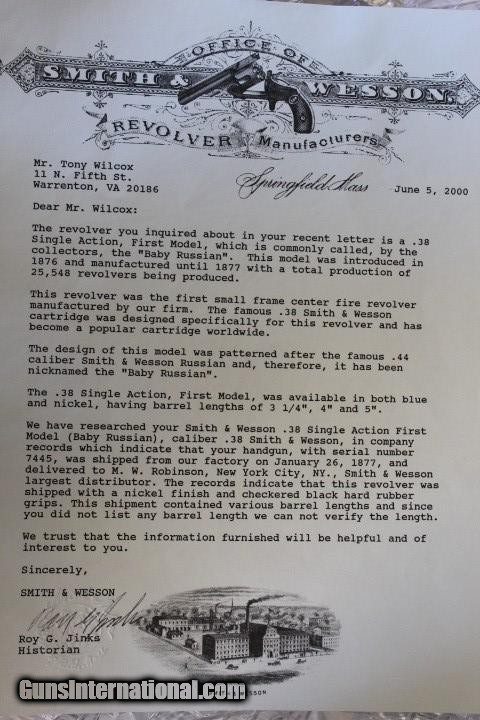 OFFICE OF
SMITH & WESSON,
REVOLVER Manufacturers
Springfield Mass
June 5, 2000
Mr. Tony Wilcox
11 N. Fifth St.
Warrenton, VA 20186
Dear Mr. Wilcox:
The revolver you inquired about in your recent letter is a .38
Single Action, First Model, which is commonly called, by the
collectors, the "Baby Russian". This model was introduced in
1876 and manufactured until 1877 with a total production of
25,548 revolvers being produced.
This revolver was the first small frame center fire revolver
manufactured by our firm. The famous .38 Smith & Wesson
cartridge was designed specifically for this revolver and has
become a popular cartridge worldwide.
The design of this model was patterned after the famous .44
caliber Smith & Wesson Russian and, therefore, it has been
nicknamed the "Baby Russian".
The .38 Single Action, First Model, was available in both blue
and nickel, having barrel lengths of 3 1/4", 4" and 5".
We have researched your Smith & Wesson .38 Single Action First
Model (Baby Russian), caliber .38 Smith & Wesson, in company
records which indicate that your handgun, with serial number
7445, was shipped from our factory on January 26, 1877, and
delivered to M. W. Robinson, New York City, NY., Smith & Wesson
largest distributor. The records indicate that this revolver was
shipped with a nickel finish and checkered black hard rubber
grips. This shipment contained various barrel lengths and since
you did not list any barrel length we can not verify the length.
We trust that the information furnished will be helpful and of
interest to you.
Sincerely,
SMITH & WESSON
Roy G. Jinks
Roy G. Jinks
Historian
GunsInternational.com
WESSON